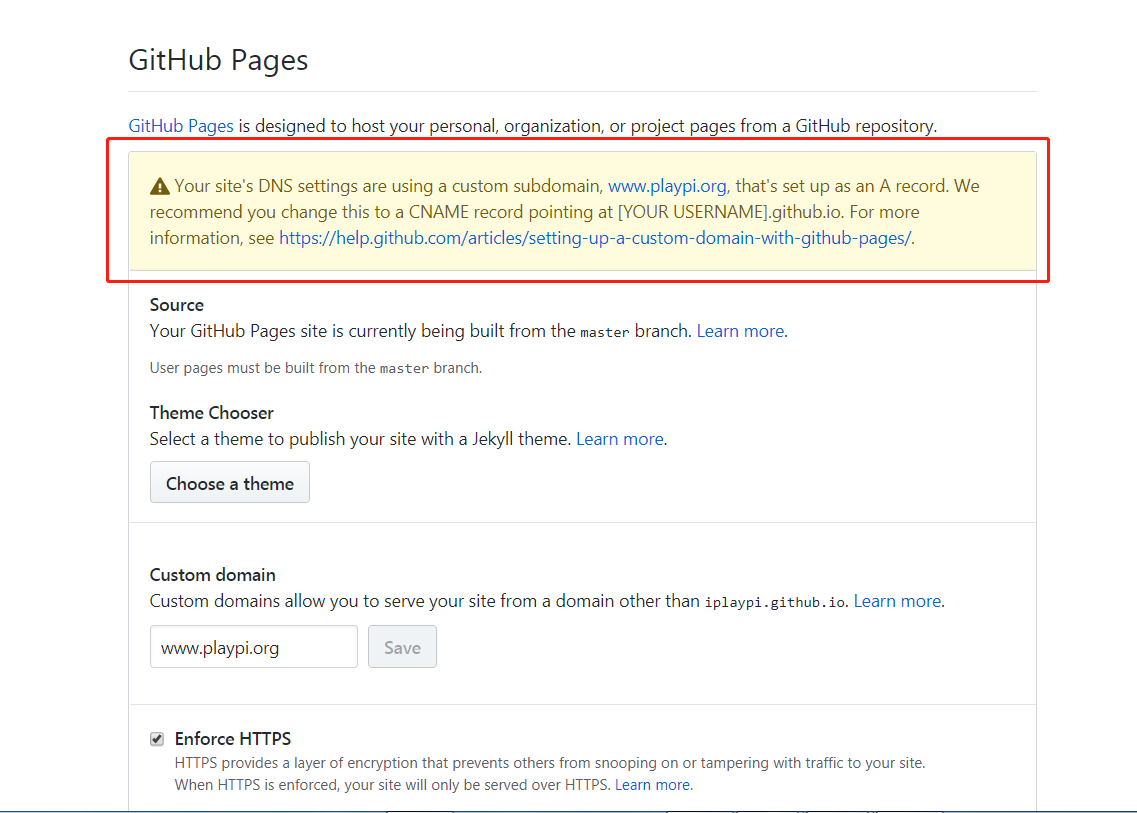 GitHub Pages
GitHub Pages is designed to host your personal, organization, or project pages from a GitHub repository.
Your site's DNS settings are using a custom subdomain, www.playpi.org, that's set up as an A record. We
recommend you change this to a CNAME record pointing at [YOUR USERNAME].github.io. For more
information, see https://help.github.com/articles/setting-up-a-custom-domain-with-github-pages/.
Source
Your GitHub Pages site is currently being built from the master branch. Learn more.
User pages must be built from the master branch.
Theme Chooser
Select a theme to publish your site with a Jekyll theme. Learn more.
Choose a theme
Custom domain
Custom domains allow you to serve your site from a domain other than iplaypi.github.io. Learn more.
www.playpi.org Save
Enforce HTTPS
HTTPS provides a layer of encryption that prevents others from snooping on or tampering with traffic to your site.
When HTTPS is enforced, your site will only be served over HTTPS. Learn more.